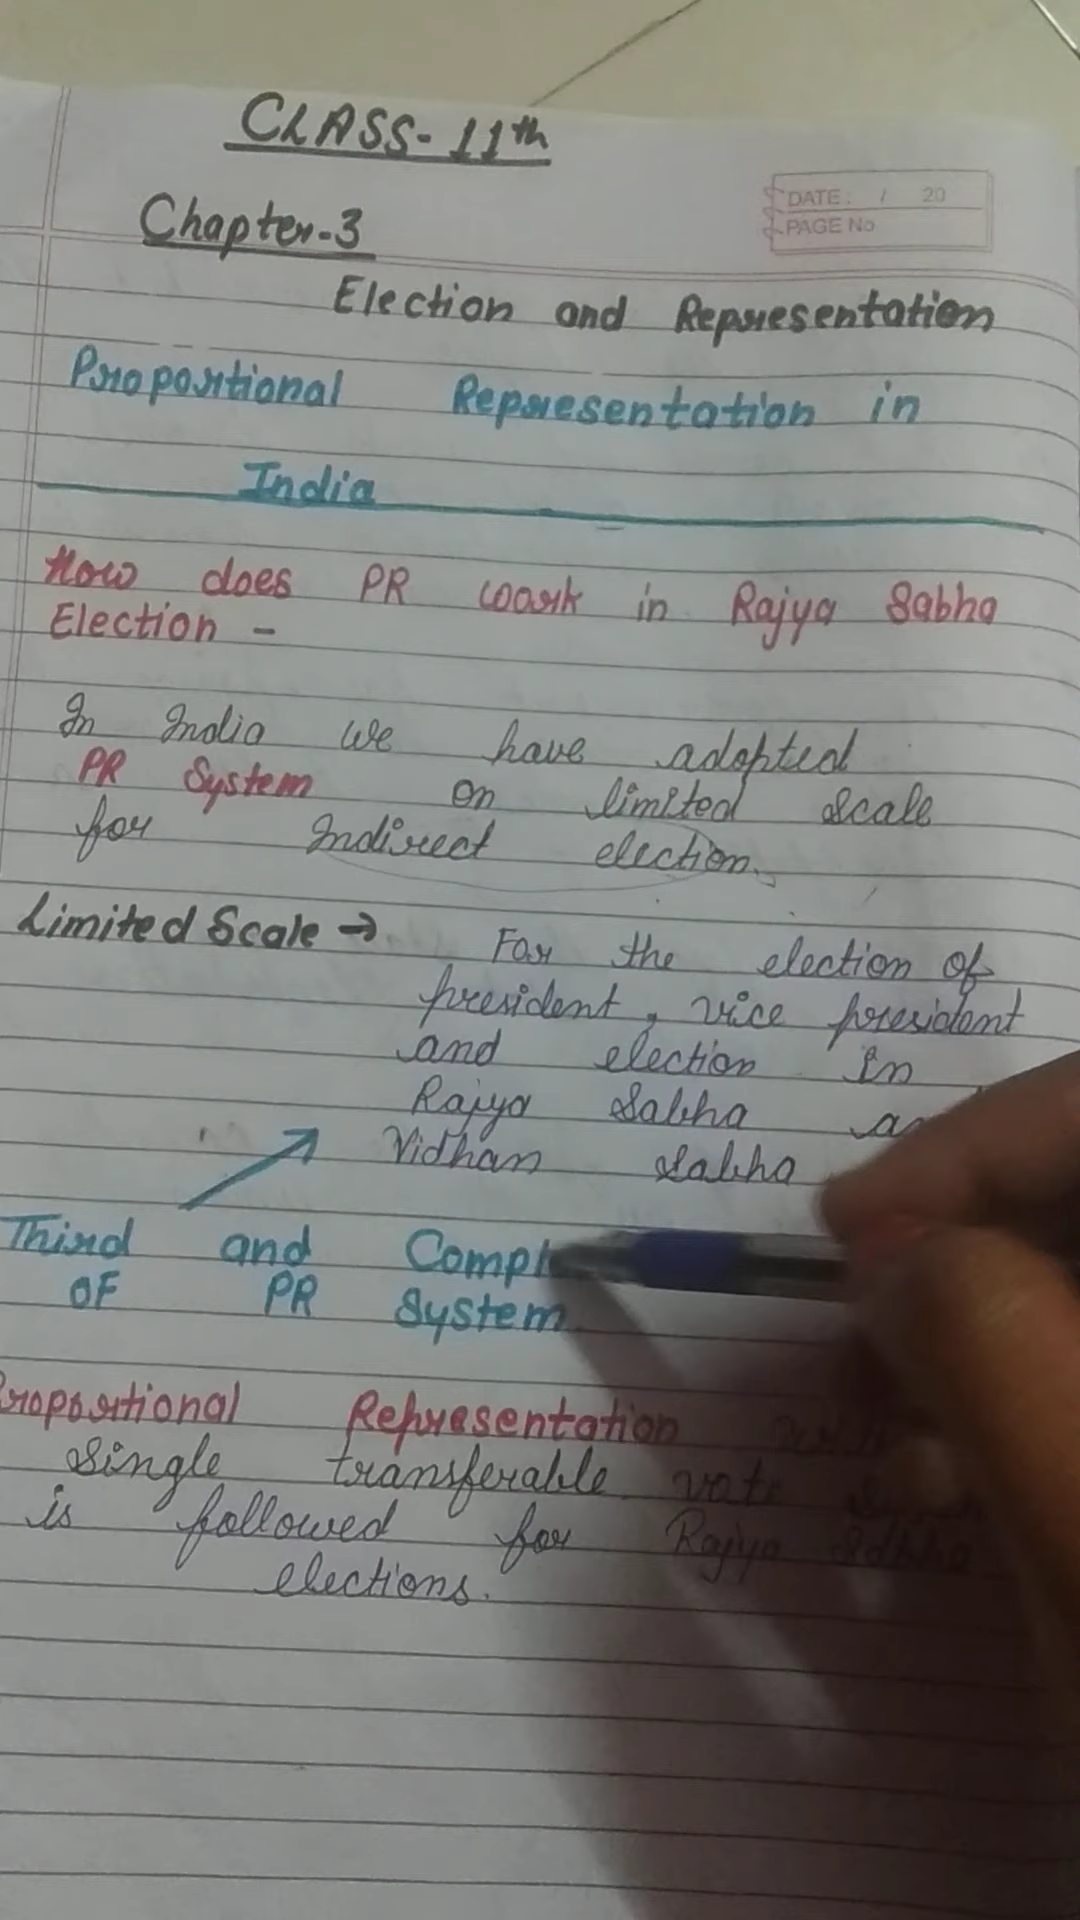 CLASS-11th
DATE: / 20
PAGE No
Chapter-3
Election and Representation
Proportional Representation in
India
How does PR work in Rajya Sabha
Election -
In India we have adopted
PR System on limited scale
for Indirect election.
Limited Scale → For the election of
president, vice president
and election in
Rajya Sabha
Vidhan Sabha
Third and
OF PR System
Proportional Representation
Single transferable vote
is followed for Rajya Sabha
elections.